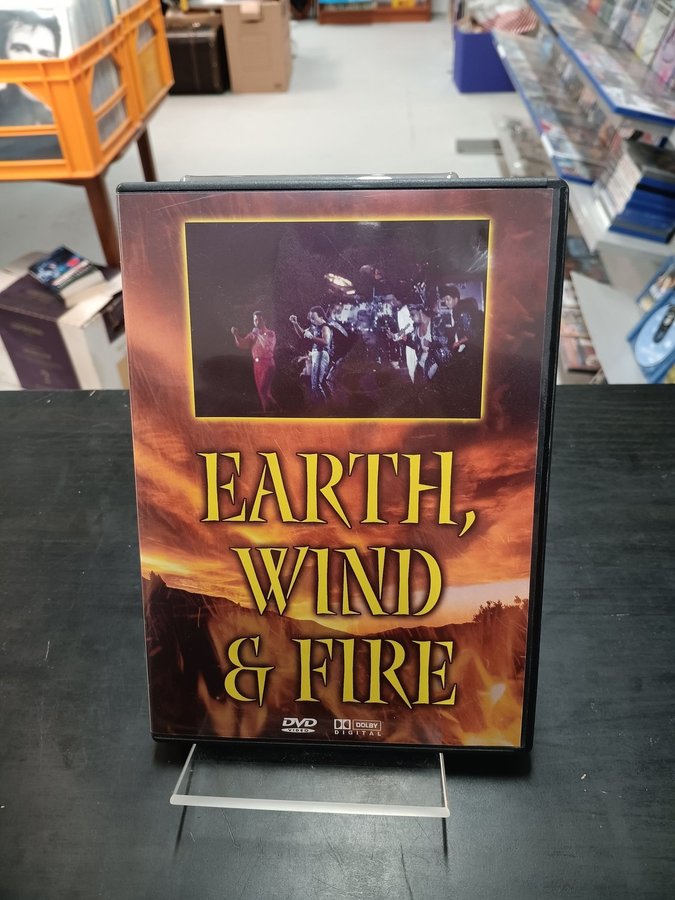 EARTH,
WIND
& FIRE
DVD
VIDEO
DOLBY
DIGITAL